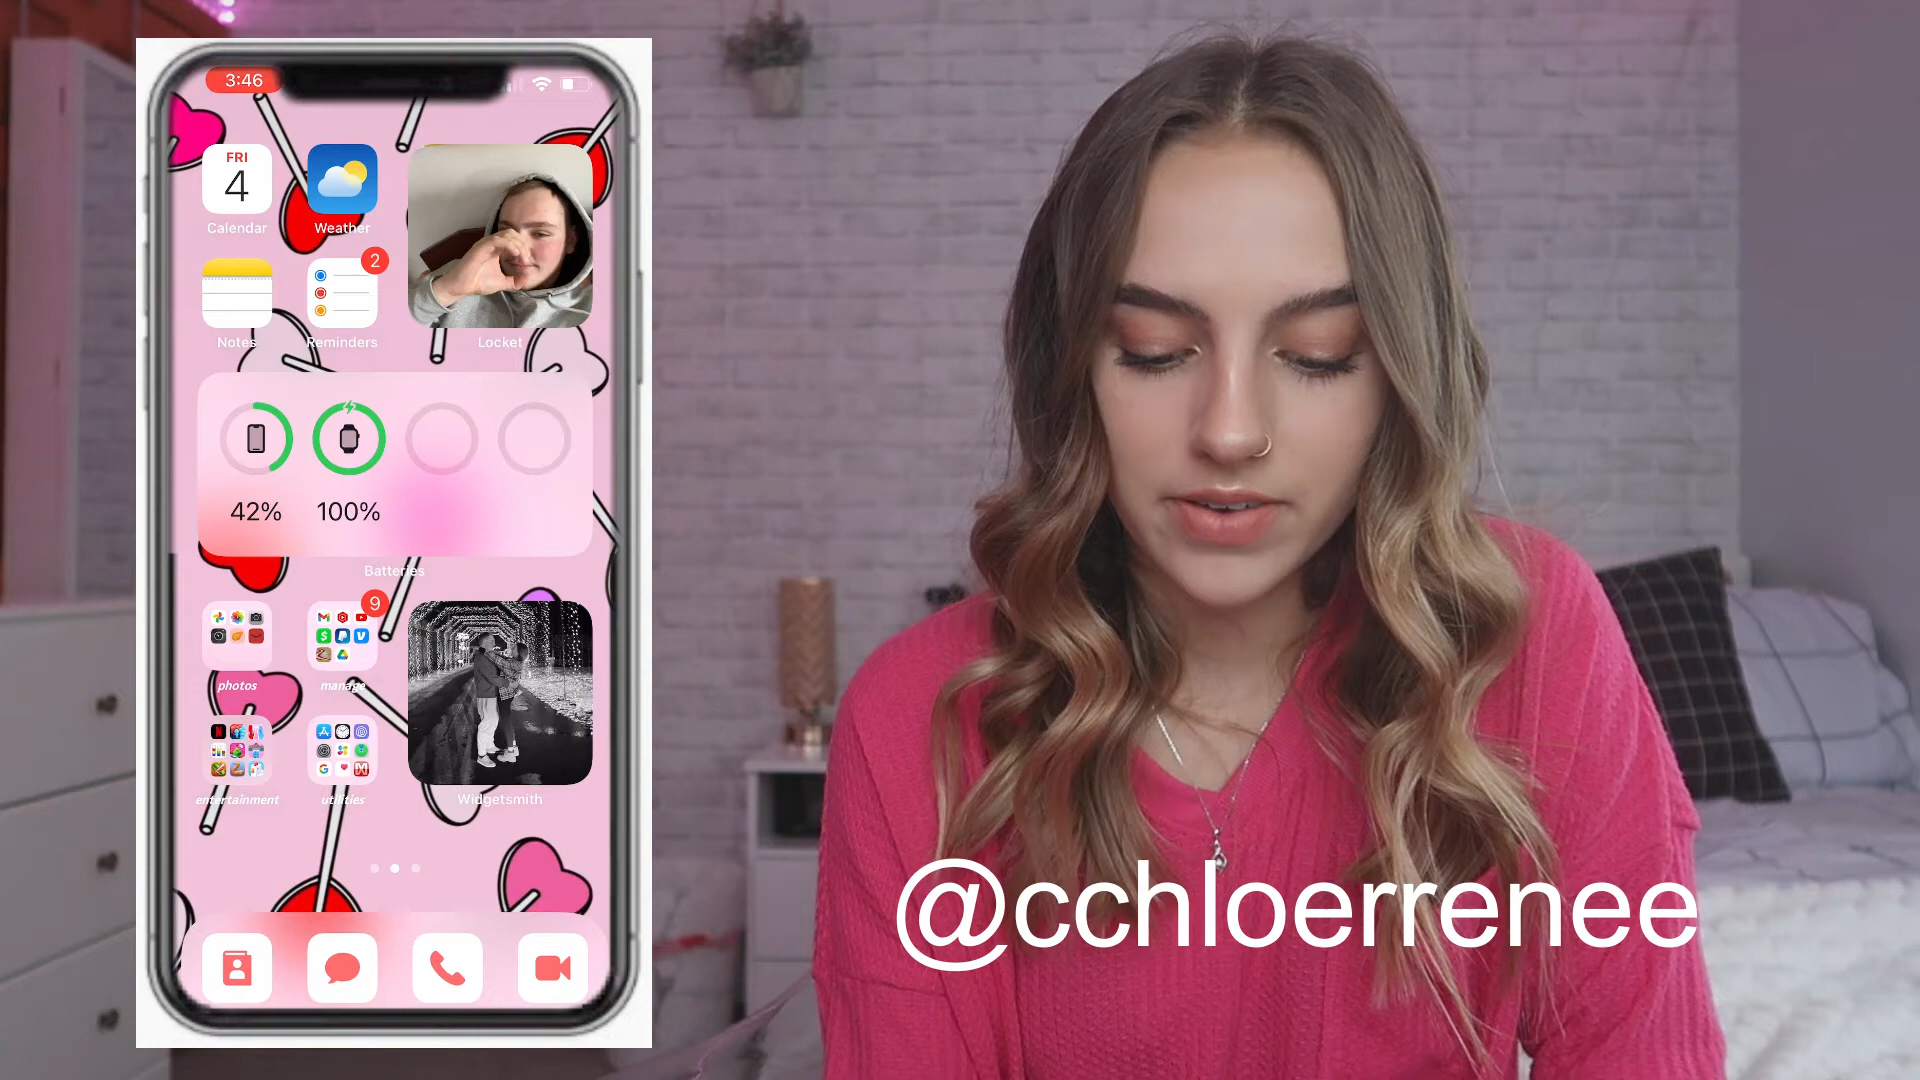 3:46
FRI
4
Calendar
Weather
2
Notes
Reminders
Locket
42%
100%
Batteries
9
photos
manage
entertainment
utilities
Widgetsmith
@cchloerrenee